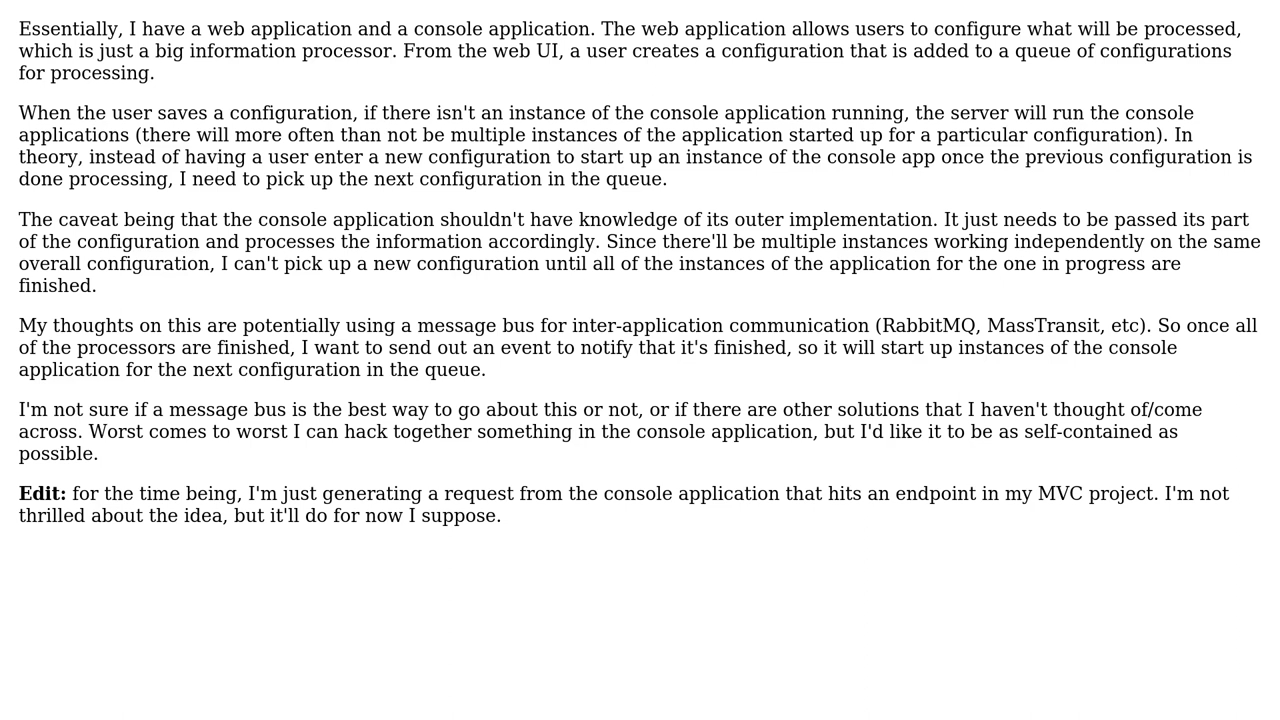 Essentially, I have a web application and a console application. The web application allows users to configure what will be processed,
which is just a big information processor. From the web UI, a user creates a configuration that is added to a queue of configurations
for processing.
When the user saves a configuration, if there isn't an instance of the console application running, the server will run the console
applications (there will more often than not be multiple instances of the application started up for a particular configuration). In
theory, instead of having a user enter a new configuration to start up an instance of the console app once the previous configuration is
done processing, I need to pick up the next configuration in the queue.
The caveat being that the console application shouldn't have knowledge of its outer implementation. It just needs to be passed its part
of the configuration and processes the information accordingly. Since there'll be multiple instances working independently on the same
overall configuration, I can't pick up a new configuration until all of the instances of the application for the one in progress are
finished.
My thoughts on this are potentially using a message bus for inter-application communication (RabbitMQ, MassTransit, etc). So once all
of the processors are finished, I want to send out an event to notify that it's finished, so it will start up instances of the console
application for the next configuration in the queue.
I'm not sure if a message bus is the best way to go about this or not, or if there are other solutions that I haven't thought of/come
across. Worst comes to worst I can hack together something in the console application, but I'd like it to be as self-contained as
possible.
Edit: for the time being, I'm just generating a request from the console application that hits an endpoint in my MVC project. I'm not
thrilled about the idea, but it'll do for now I suppose.